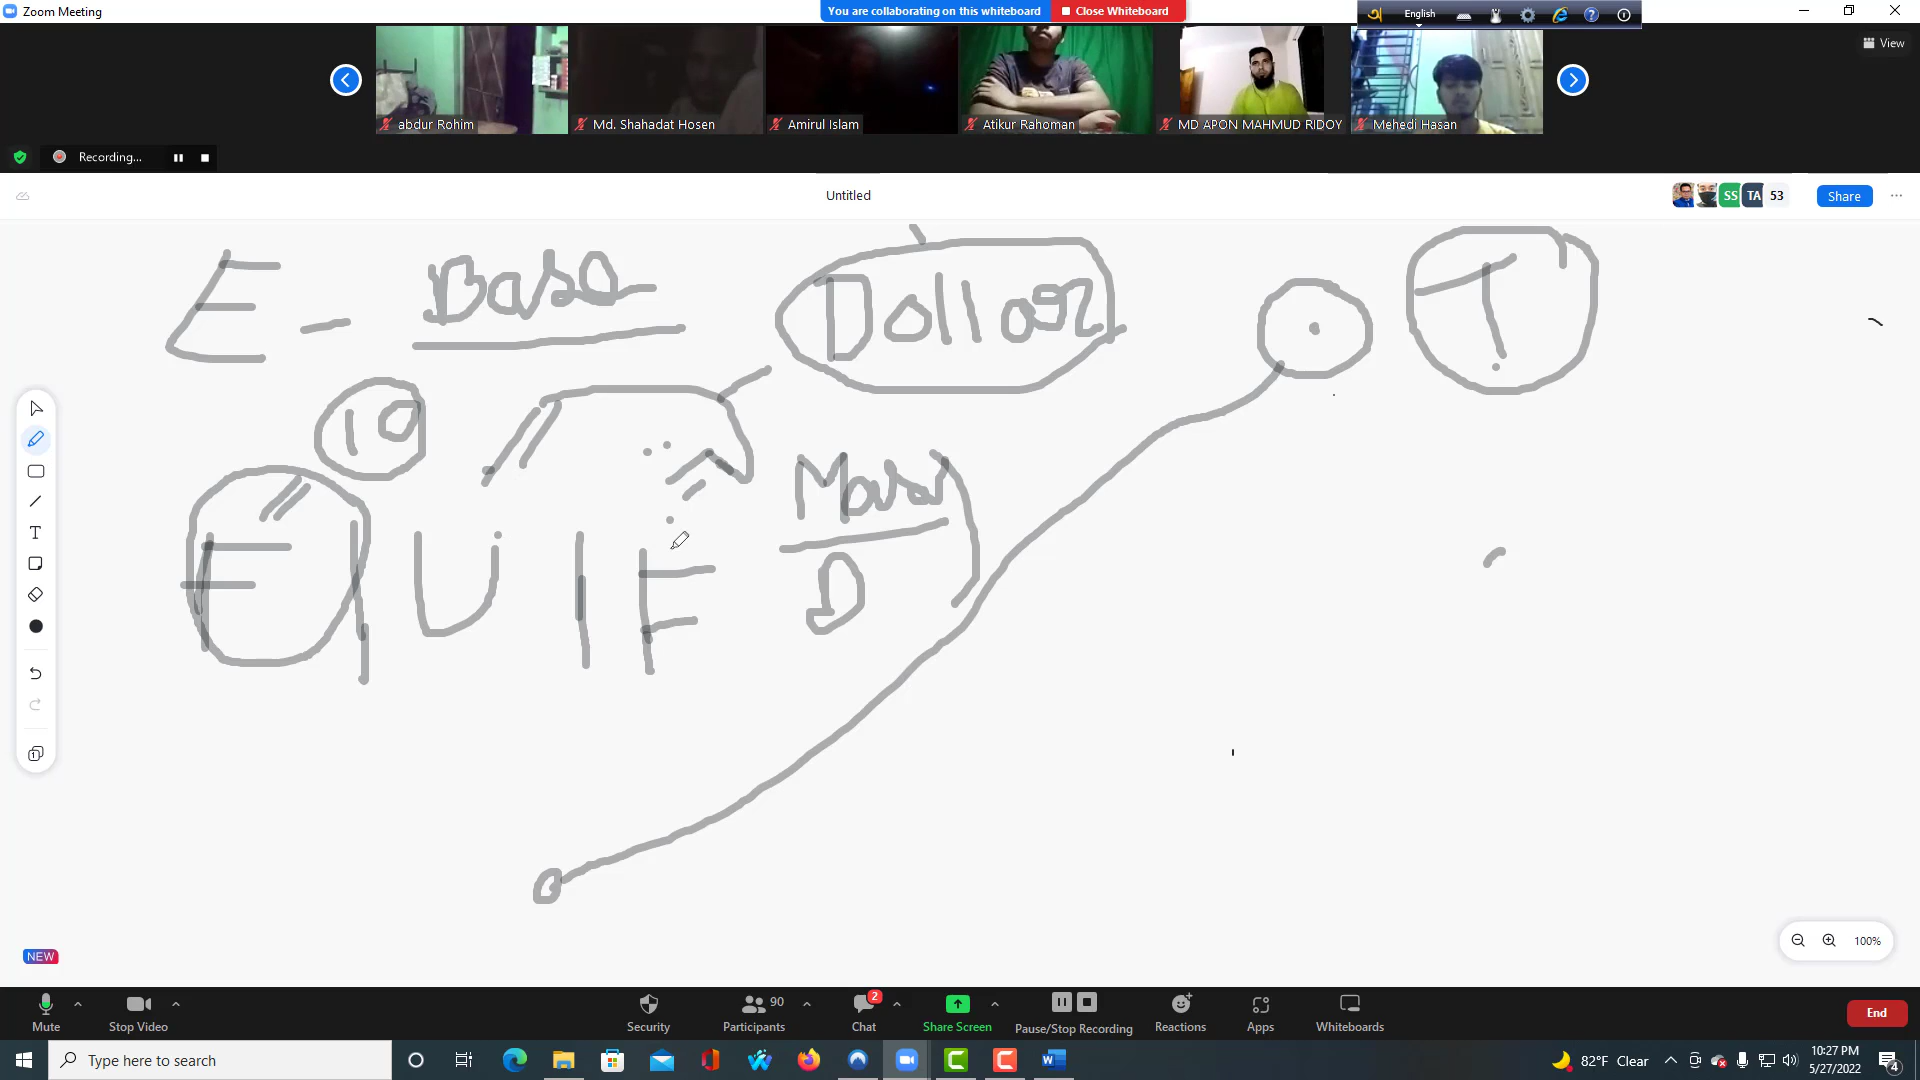 Zoom Meeting
You are collaborating on this whiteboard Close Whiteboard
English
View
abdur Rohim
Md. Shahadat Hosen
Amirul Islam
Atikur Rahoman
MD APON MAHMUD RIDOY
Mehedi Hasan
Recording...
Untitled
SS TA 53 Share
E - Base Dollar T
10
E U I F
D
T
1
NEW
100%
Mute
Stop Video
Security
90
Participants
2
Chat
Share Screen
Pause/Stop Recording
Reactions
Apps
Whiteboards
End
Type here to search
82°F Clear
10:27 PM
5/27/2022
4